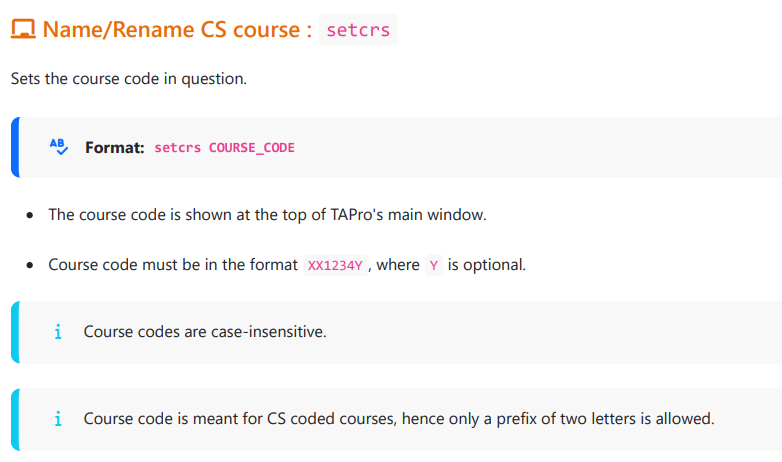 Name/Rename CS course : setcrs
Sets the course code in question.
AB Format: setcrs COURSE_CODE
The course code is shown at the top of TAPro's main window.
Course code must be in the format XX1234Y, where Y is optional.
i Course codes are case-insensitive.
i Course code is meant for CS coded courses, hence only a prefix of two letters is allowed.